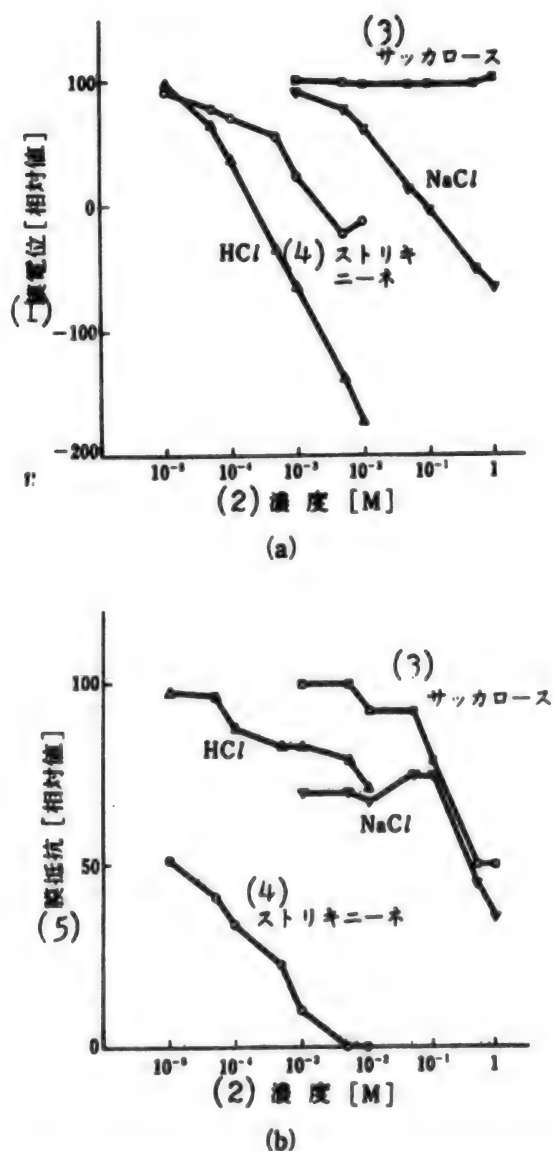 (3)
サッカロース
100
NaCl
0
HCl (4) ストリキ
ニーネ
(1) 膜電位[相対値]
-100
-200
10⁻⁵ 10⁻⁴ 10⁻³ 10⁻² 10⁻¹ 1
(2) 濃度 [M]
(a)
(3)
100
サッカロース
HCl
NaCl
50
(4)
ストリキニーネ
(5) 膜抵抗[相対値]
0
10⁻⁵ 10⁻⁴ 10⁻³ 10⁻² 10⁻¹ 1
(2) 濃度 [M]
(b)